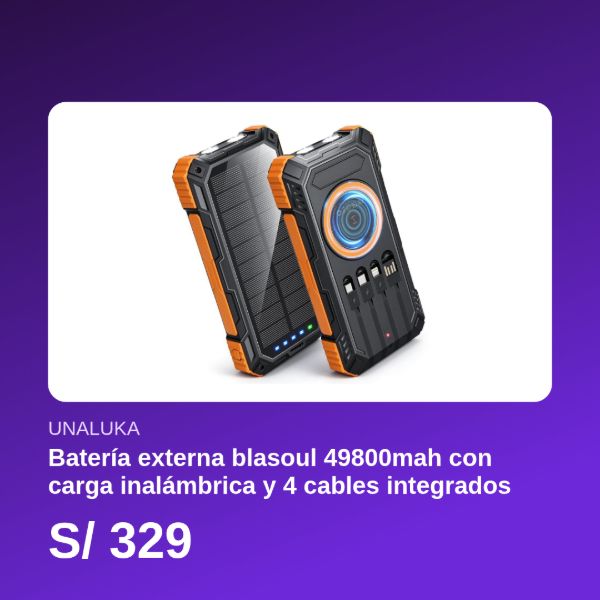 UNALUKA
Batería externa blasoul 49800mah con
carga inalámbrica y 4 cables integrados
S/ 329